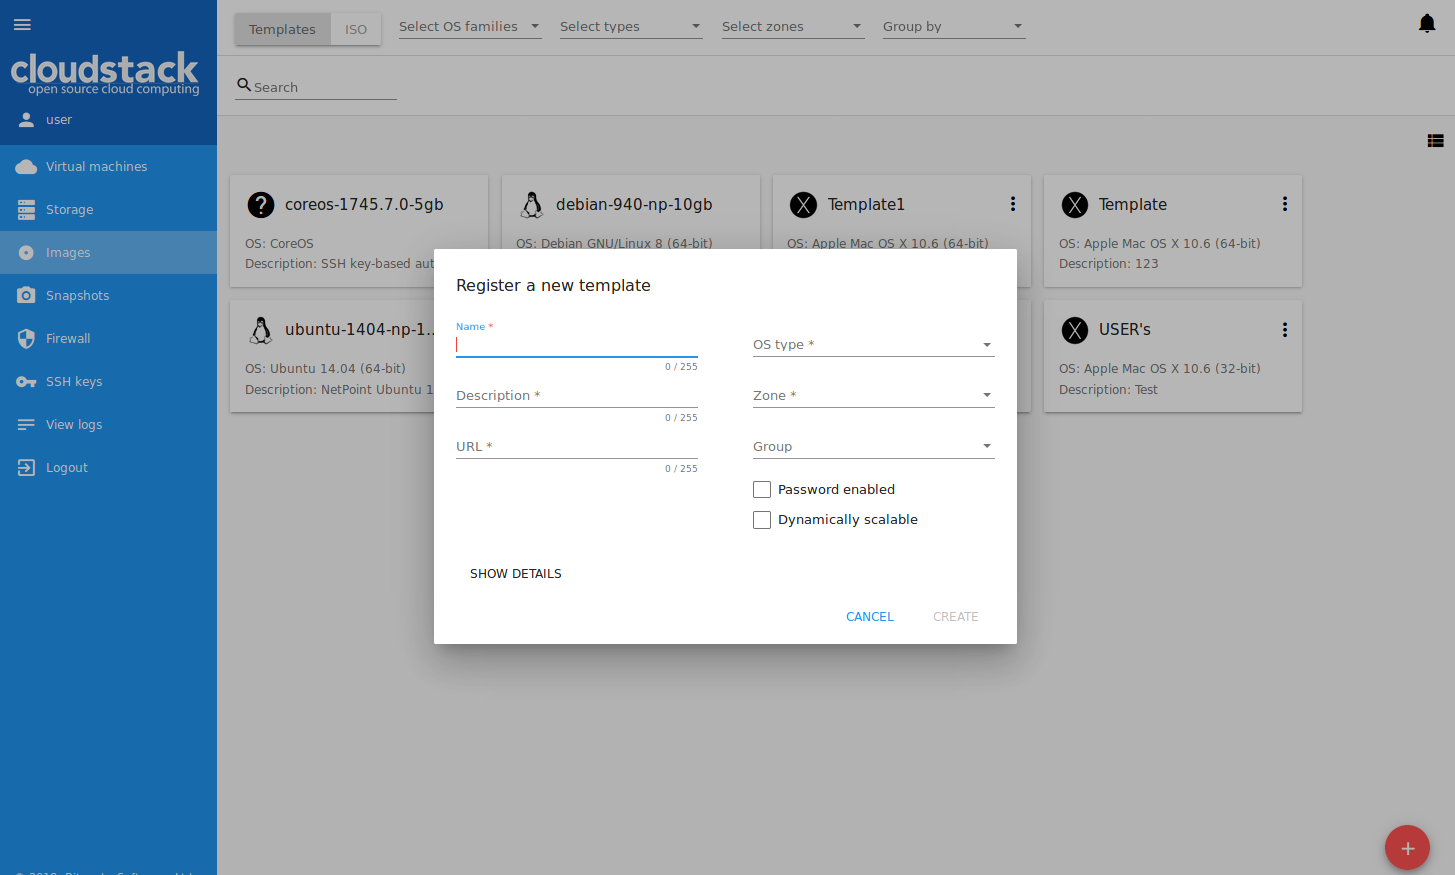 cloudstack
open source cloud computing
user
Virtual machines
Storage
Images
Snapshots
Firewall
SSH keys
View logs
Logout
Templates ISO Select OS families Select types Select zones Group by
Search
coreos-1745.7.0-5gb
OS: CoreOS
Description: SSH key-based aut
debian-940-np-10gb
OS: Debian GNU/Linux 8 (64-bit)
Template1
OS: Apple Mac OS X 10.6 (64-bit)
Template
OS: Apple Mac OS X 10.6 (64-bit)
Description: 123
ubuntu-1404-np-1...
OS: Ubuntu 14.04 (64-bit)
Description: NetPoint Ubuntu 1
USER's
OS: Apple Mac OS X 10.6 (32-bit)
Description: Test
Register a new template
Name *
0 / 255
Description *
0 / 255
URL *
0 / 255
OS type *
Zone *
Group
Password enabled
Dynamically scalable
SHOW DETAILS
CANCEL CREATE